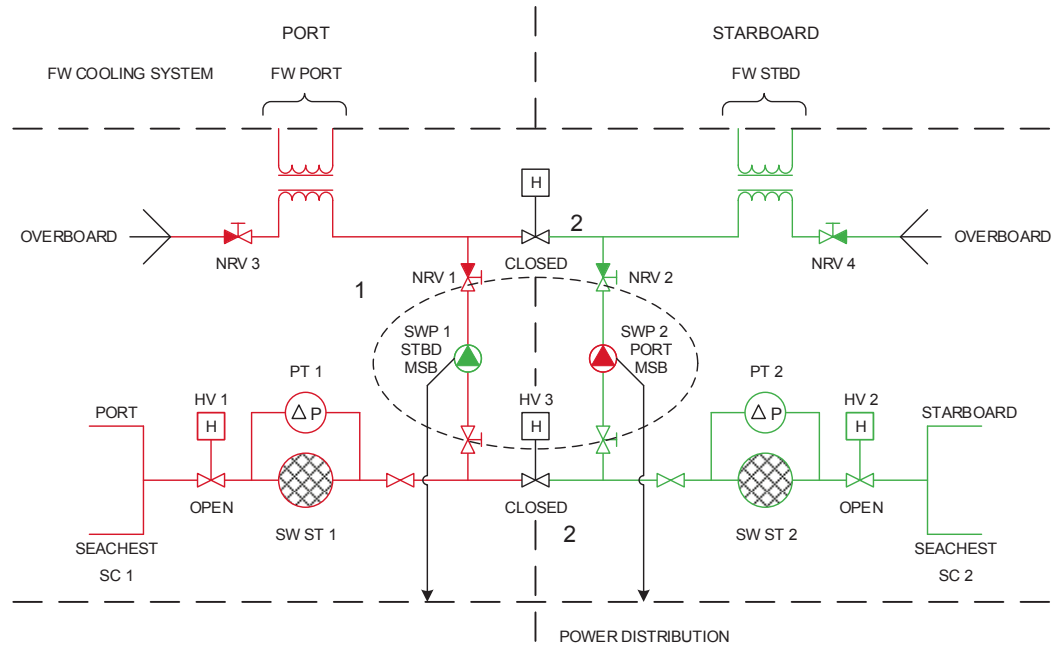 PORT
STARBOARD
FW COOLING SYSTEM
FW PORT
FW STBD
H
2
OVERBOARD
OVERBOARD
NRV 3
CLOSED
NRV 4
NRV 1
NRV 2
1
SWP 1
STBD
MSB
SWP 2
PORT
MSB
PT 1
PT 2
PORT
HV 1
Δ P
HV 3
Δ P
HV 2
STARBOARD
H
H
H
OPEN
CLOSED
OPEN
SW ST 1
2
SW ST 2
SEACHEST
SC 1
SEACHEST
SC 2
POWER DISTRIBUTION